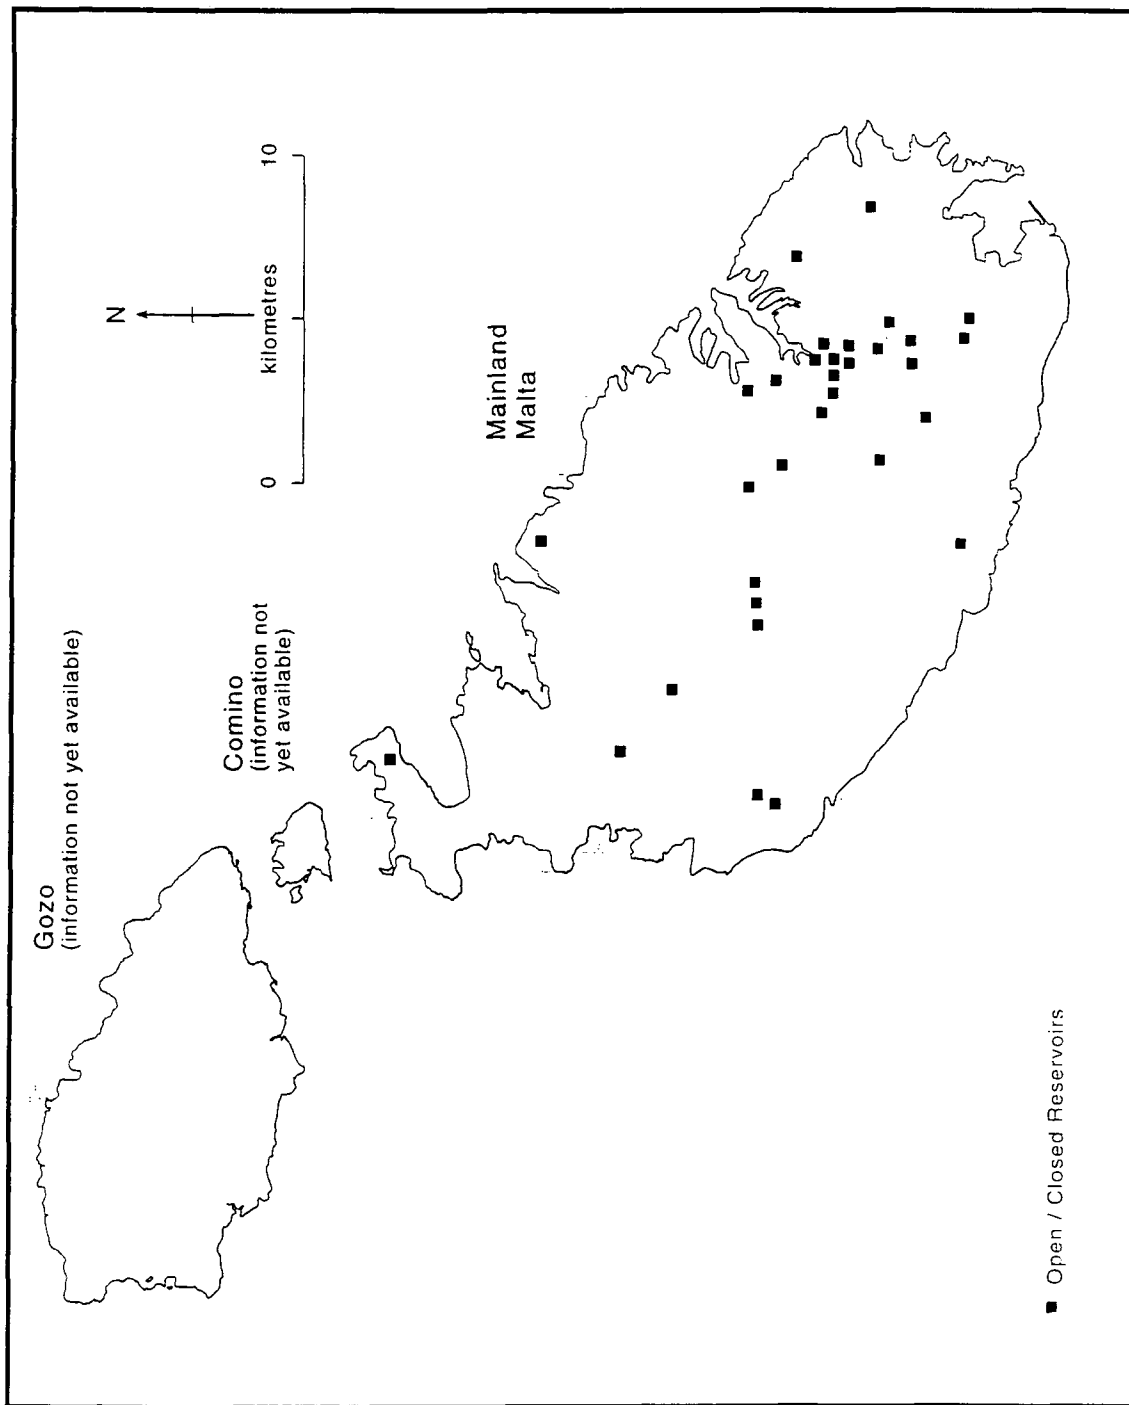 Gozo
(information not yet available)
Comino
(information not
yet available)
N
0
kilometres
10
Mainland
Malta
■ Open / Closed Reservoirs